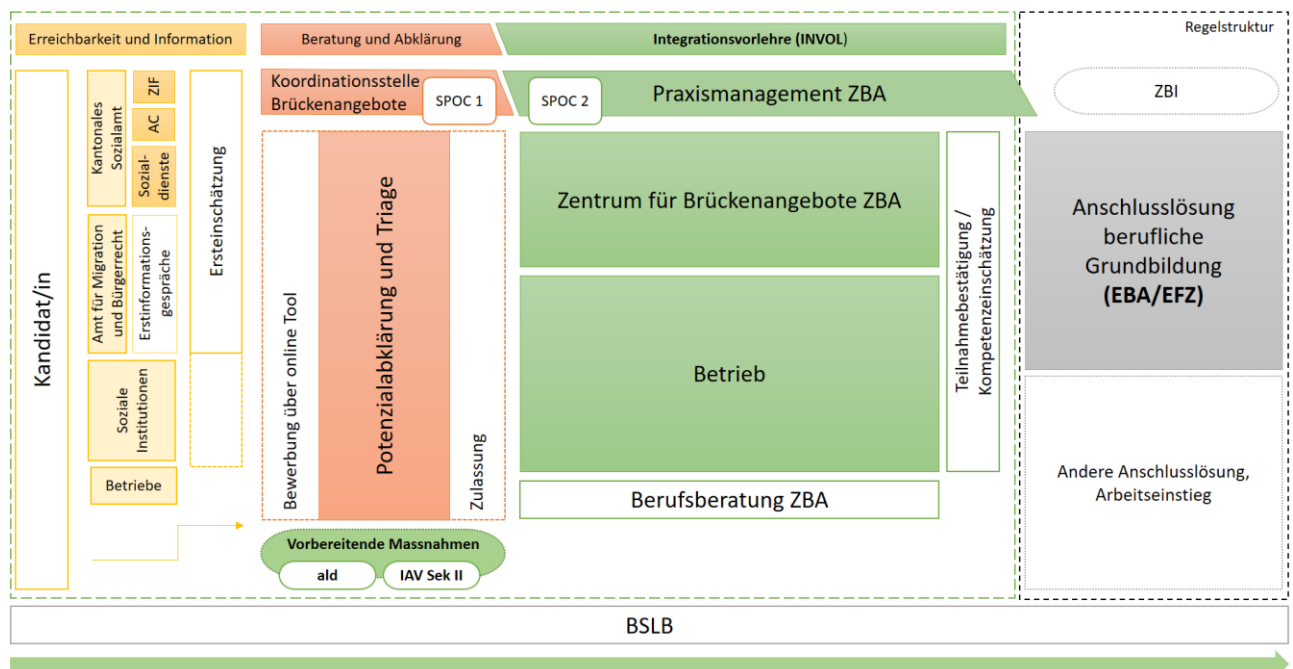 Erreichbarkeit und Information
Beratung und Abklärung
Integrationsvorlehre (INVOL)
Regelstruktur
Kandidat/in
Kantonales
Sozialamt
ZIF
AC
Sozial-
dienste
Amt für Migration
und Bürgerrecht
Erstinformations-
gespräche
Soziale
Institutionen
Betriebe
Ersteinschätzung
Koordinationsstelle
Brückenangebote
SPOC 1
SPOC 2
Praxismanagement ZBA
ZBI
Bewerbung über online Tool
Potenzialabklärung und Triage
Zulassung
Vorbereitende Massnahmen
ald
IAV Sek II
Zentrum für Brückenangebote ZBA
Betrieb
Berufsberatung ZBA
Teilnahmebestätigung /
Kompetenzeinschätzung
Anschlusslösung
berufliche
Grundbildung
(EBA/EFZ)
Andere Anschlusslösung,
Arbeitseinstieg
BSLB